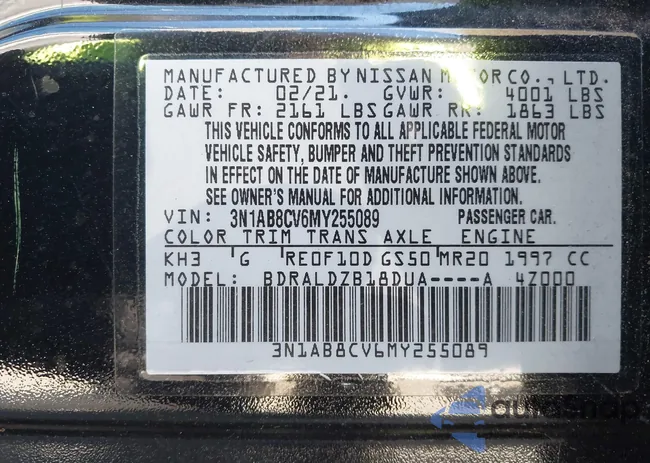 MANUFACTURED BY NISSAN MOTOR CO., LTD.
DATE: 02/21. GVWR: 4001 LBS
GAWR FR: 2161 LBS GAWR RR: 1863 LBS
THIS VEHICLE CONFORMS TO ALL APPLICABLE FEDERAL MOTOR
VEHICLE SAFETY, BUMPER AND THEFT PREVENTION STANDARDS
IN EFFECT ON THE DATE OF MANUFACTURE SHOWN ABOVE.
SEE OWNER'S MANUAL FOR ADDITIONAL INFORMATION.
VIN: 3N1AB8CV6MY255089 PASSENGER CAR.
COLOR TRIM TRANS AXLE ENGINE
KH3 G RE0F10D GS50 MR20 1997 CC
MODEL: BDRALDZB18DUA----A 4Z000
3N1AB8CV6MY255089
autosnap